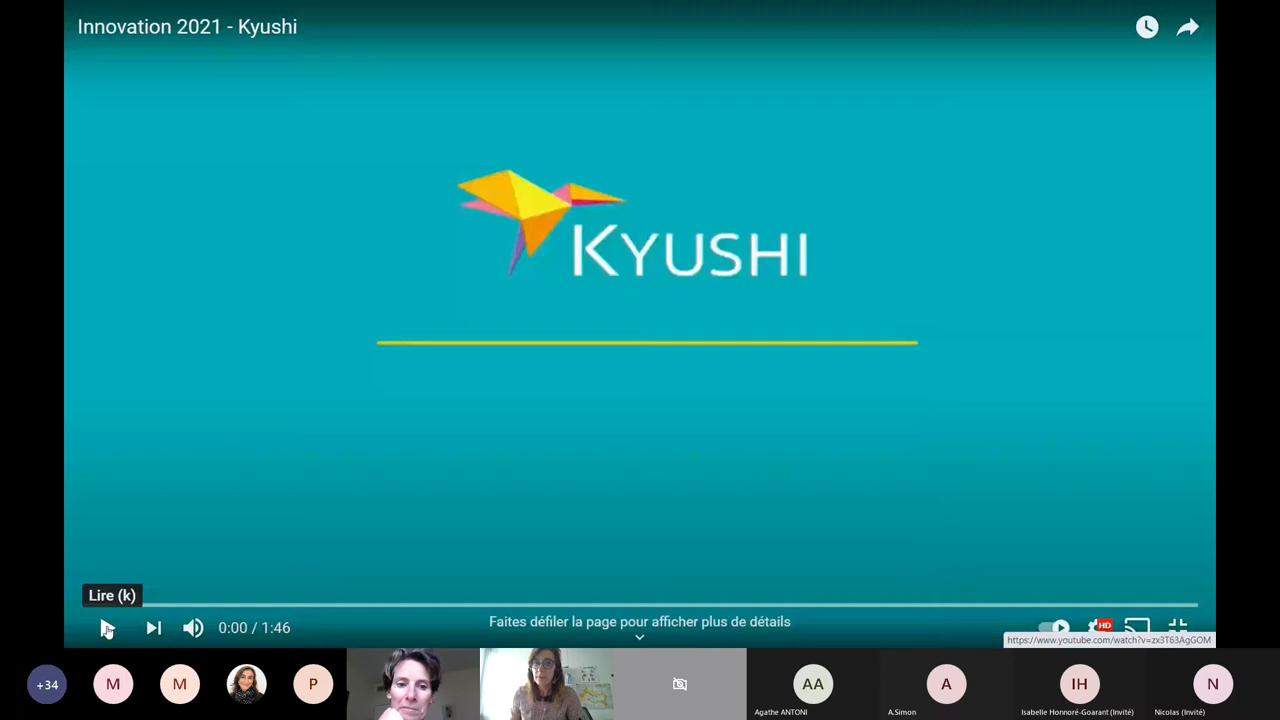 Innovation 2021 - Kyushi
KYUSHI
Lire (k)
0:00 / 1:46
Faites défiler la page pour afficher plus de détails
HD
https://www.youtube.com/watch?v=zx3T63AgGOM
+34
M
M
P
AA
A
IH
N
Agathe ANTONI
A.Simon
Isabelle Honnoré-Goarant (Invité)
Nicolas (Invité)